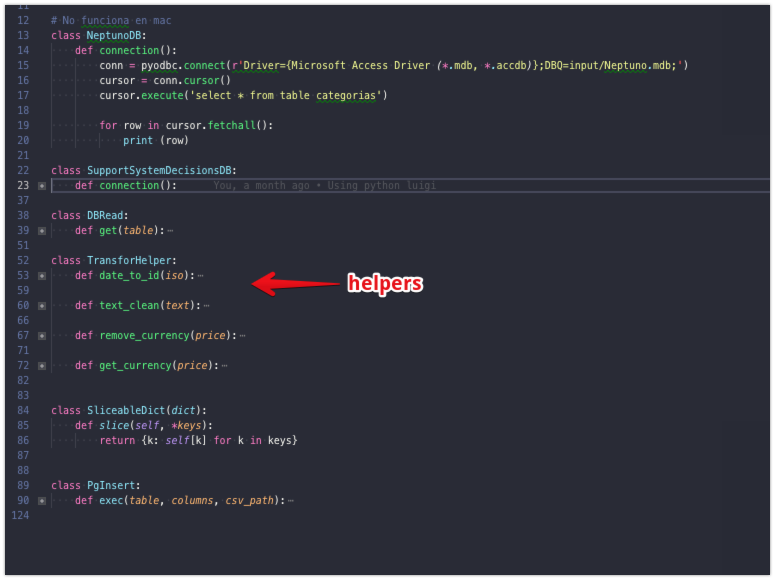 11
12 # No funciona en mac
13 class NeptunoDB:
14 def connection():
15 conn = pyodbc.connect(r'Driver={Microsoft Access Driver (*.mdb, *.accdb)};DBQ=input/Neptuno.mdb;')
16 cursor = conn.cursor()
17 cursor.execute('select * from table categorias')
18
19 for row in cursor.fetchall():
20 print (row)
21
22 class SupportSystemDecisionsDB:
23 def connection(): You, a month ago • Using python luigi
37
38 class DBRead:
39 def get(table):⋯
51
52 class TransforHelper:
53 def date_to_id(iso):⋯
59 helpers
60 def text_clean(text):⋯
66
67 def remove_currency(price):⋯
71
72 def get_currency(price):⋯
82
83
84 class SliceableDict(dict):
85 def slice(self, *keys):
86 return {k: self[k] for k in keys}
87
88
89 class PgInsert:
90 def exec(table, columns, csv_path):⋯
124